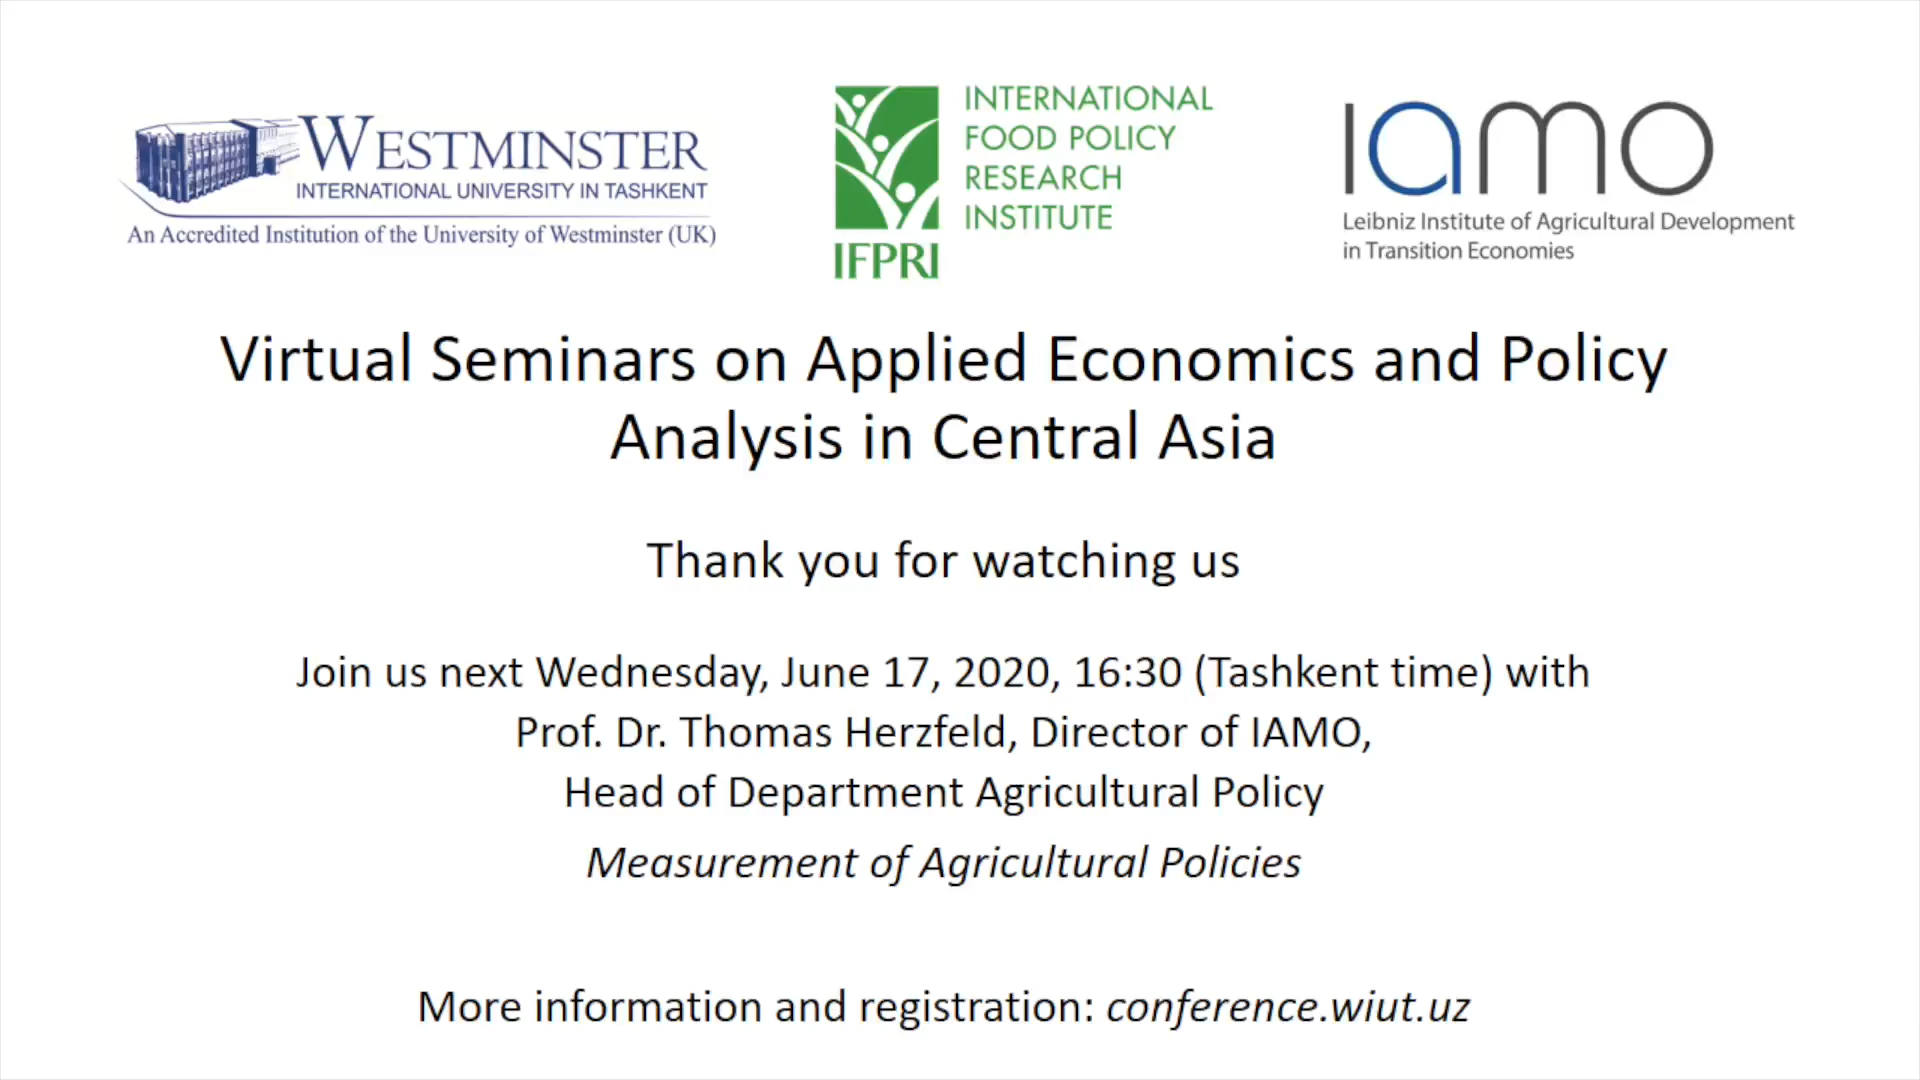 WESTMINSTER
INTERNATIONAL UNIVERSITY IN TASHKENT
An Accredited Institution of the University of Westminster (UK)
INTERNATIONAL
FOOD POLICY
RESEARCH
INSTITUTE
IFPRI
iamo
Leibniz Institute of Agricultural Development
in Transition Economies
Virtual Seminars on Applied Economics and Policy
Analysis in Central Asia
Thank you for watching us
Join us next Wednesday, June 17, 2020, 16:30 (Tashkent time) with
Prof. Dr. Thomas Herzfeld, Director of IAMO,
Head of Department Agricultural Policy
Measurement of Agricultural Policies
More information and registration: conference.wiut.uz